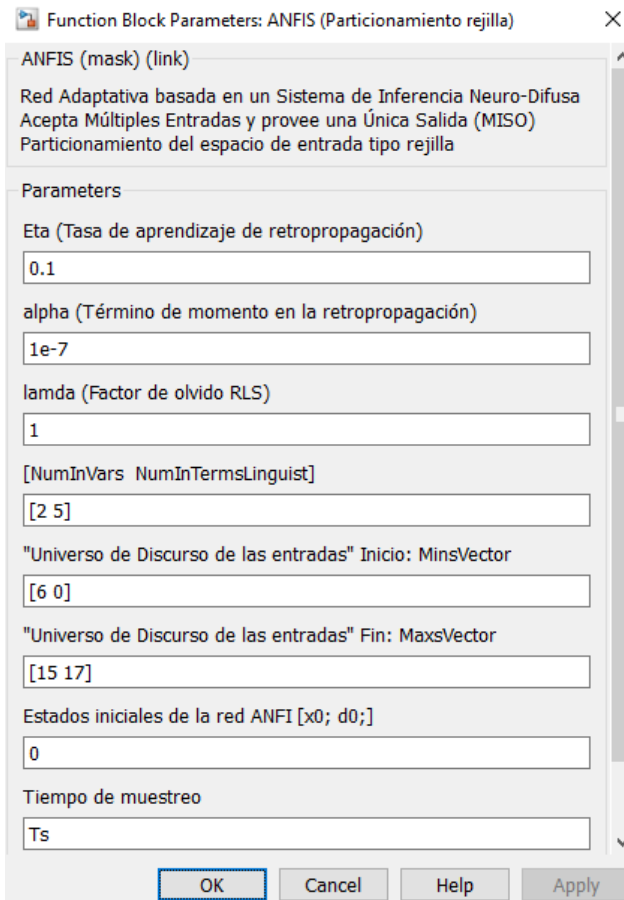 Function Block Parameters: ANFIS (Particionamiento rejilla)
ANFIS (mask) (link)
Red Adaptativa basada en un Sistema de Inferencia Neuro-Difusa
Acepta Múltiples Entradas y provee una Única Salida (MISO)
Particionamiento del espacio de entrada tipo rejilla
Parameters
Eta (Tasa de aprendizaje de retropropagación)
0.1
alpha (Término de momento en la retropropagación)
1e-7
lamda (Factor de olvido RLS)
1
[NumInVars  NumInTermsLinguist]
[2 5]
"Universo de Discurso de las entradas" Inicio: MinsVector
[6 0]
"Universo de Discurso de las entradas" Fin: MaxsVector
[15 17]
Estados iniciales de la red ANFI [x0; d0;]
0
Tiempo de muestreo
Ts
OK Cancel Help Apply